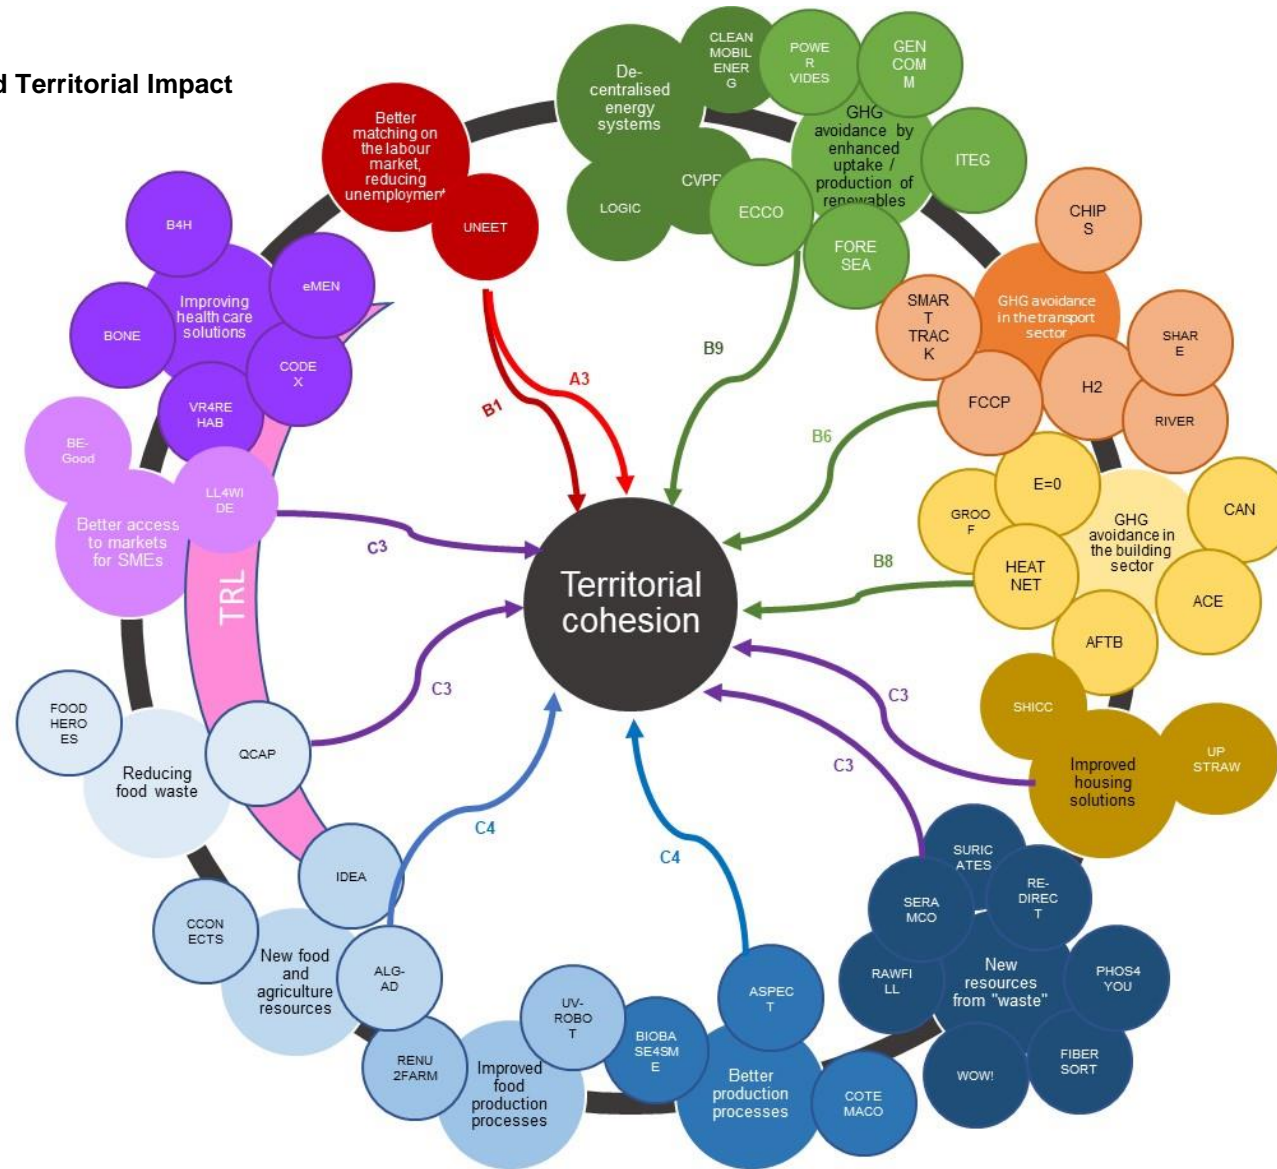 d Territorial Impact
Better
matching on
the labour
market,
reducing
unemployment
UNEET
De-
centralised
energy
systems
CLEAN
MOBIL
ENER
G
LOGIC
CVPP
POWE
R
VIDES
GEN
COM
M
GHG
avoidance by
enhanced
uptake /
production of
renewables
ITEG
ECCO
FORE
SEA
CHIP
S
GHG avoidance
in the transport
sector
SMAR
T
TRAC
K
SHAR
E
FCCP
H2
RIVER
B4H
eMEN
Improving
health care
solutions
BONE
CODE
X
VR4RE
HAB
BE-
Good
LL4WI
DE
Better access
to markets
for SMEs
TRL
B1
A3
B9
B6
B8
C3
C3
C3
C3
C4
C4
Territorial
cohesion
E=0
GROO
F
GHG
avoidance in
the building
sector
CAN
HEAT
NET
ACE
AFTB
SHICC
UP
STRAW
Improved
housing
solutions
FOOD
HERO
ES
QCAP
Reducing
food waste
IDEA
CCON
ECTS
New food
and
agriculture
resources
ALG-
AD
RENU
2FARM
UV-
ROBO
T
Improved
food
production
processes
BIOBA
SE4SM
E
ASPEC
T
Better
production
processes
COTE
MACO
SURIC
ATES
SERA
MCO
RE-
DIREC
T
RAWFI
LL
New
resources
from "waste"
PHOS4
YOU
WOW!
FIBER
SORT